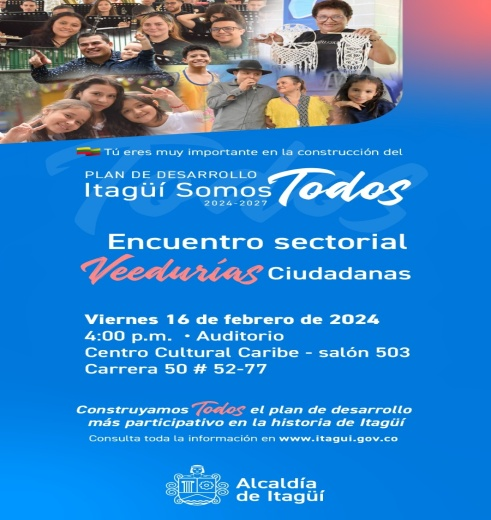 Tú eres muy importante en la construcción del
PLAN DE DESARROLLO
Itagüí Somos Todos
2024-2027
Encuentro sectorial
Veedurías Ciudadanas
Viernes 16 de febrero de 2024
4:00 p.m. • Auditorio
Centro Cultural Caribe - salón 503
Carrera 50 # 52-77
Construyamos Todos el plan de desarrollo
más participativo en la historia de Itagüí
Consulta toda la información en www.itagui.gov.co
Alcaldía
de Itagüí